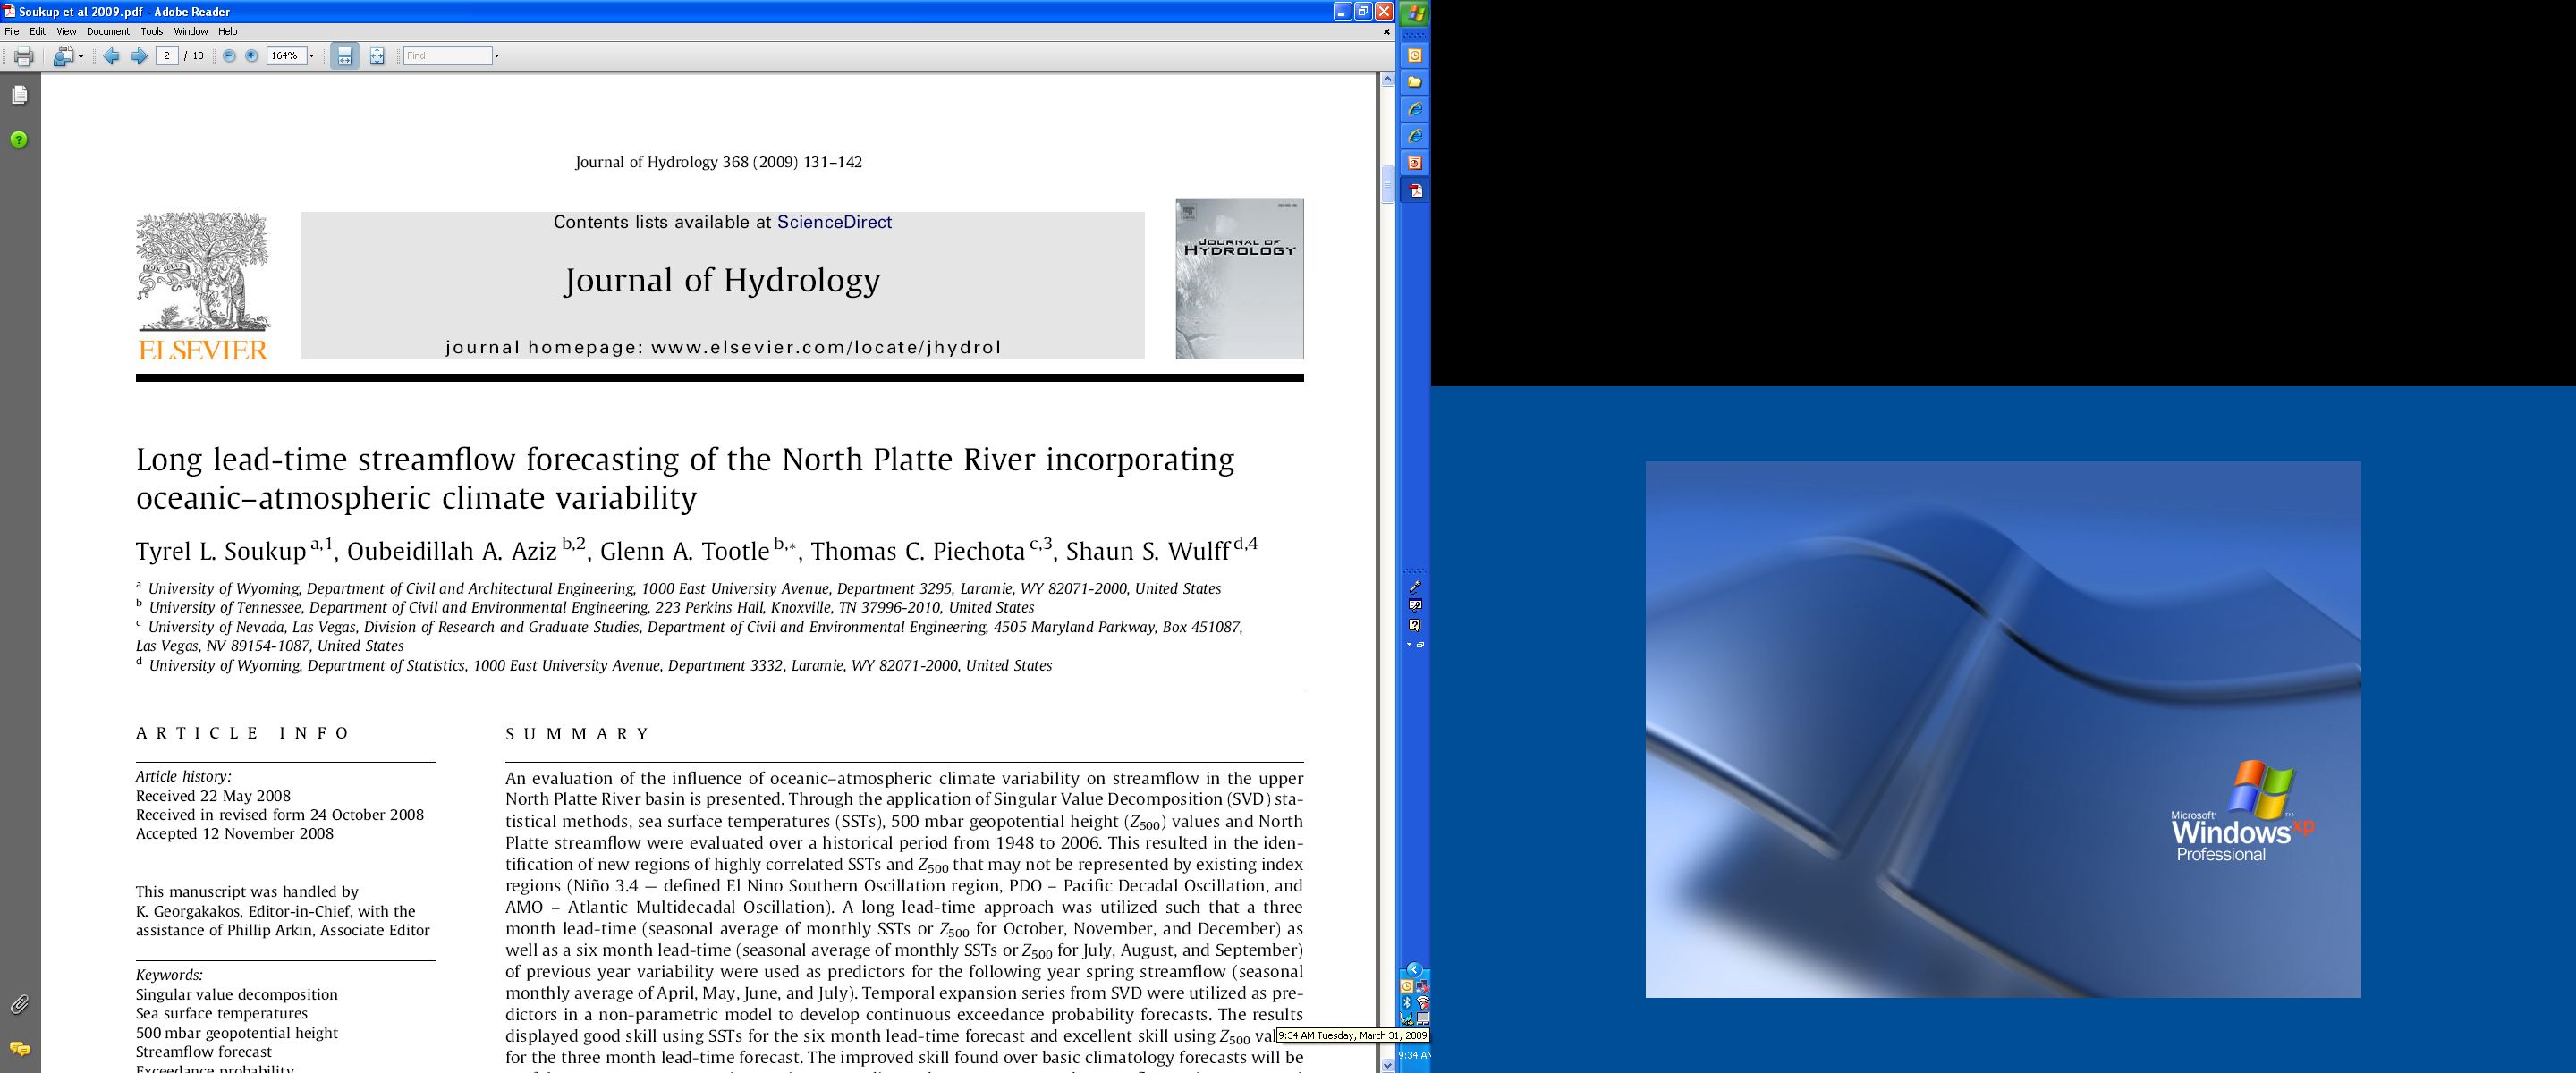 Soukup et al 2009.pdf - Adobe Reader
File Edit View Document Tools Window Help
2 / 13 164% Find
Journal of Hydrology 368 (2009) 131–142
Contents lists available at ScienceDirect
Journal of Hydrology
journal homepage: www.elsevier.com/locate/jhydrol
NON SOLUS
ELSEVIER
JOURNAL OF
HYDROLOGY
Long lead-time streamflow forecasting of the North Platte River incorporating
oceanic–atmospheric climate variability
Tyrel L. Soukup a,1, Oubeidillah A. Aziz b,2, Glenn A. Tootle b,*, Thomas C. Piechota c,3, Shaun S. Wulff d,4
a University of Wyoming, Department of Civil and Architectural Engineering, 1000 East University Avenue, Department 3295, Laramie, WY 82071-2000, United States
b University of Tennessee, Department of Civil and Environmental Engineering, 223 Perkins Hall, Knoxville, TN 37996-2010, United States
c University of Nevada, Las Vegas, Division of Research and Graduate Studies, Department of Civil and Environmental Engineering, 4505 Maryland Parkway, Box 451087,
Las Vegas, NV 89154-1087, United States
d University of Wyoming, Department of Statistics, 1000 East University Avenue, Department 3332, Laramie, WY 82071-2000, United States
ARTICLE INFO
Article history:
Received 22 May 2008
Received in revised form 24 October 2008
Accepted 12 November 2008
This manuscript was handled by
K. Georgakakos, Editor-in-Chief, with the
assistance of Phillip Arkin, Associate Editor
Keywords:
Singular value decomposition
Sea surface temperatures
500 mbar geopotential height
Streamflow forecast
Exceedance probability
SUMMARY
An evaluation of the influence of oceanic–atmospheric climate variability on streamflow in the upper
North Platte River basin is presented. Through the application of Singular Value Decomposition (SVD) sta-
tistical methods, sea surface temperatures (SSTs), 500 mbar geopotential height (Z500) values and North
Platte streamflow were evaluated over a historical period from 1948 to 2006. This resulted in the iden-
tification of new regions of highly correlated SSTs and Z500 that may not be represented by existing index
regions (Niño 3.4 — defined El Nino Southern Oscillation region, PDO – Pacific Decadal Oscillation, and
AMO – Atlantic Multidecadal Oscillation). A long lead-time approach was utilized such that a three
month lead-time (seasonal average of monthly SSTs or Z500 for October, November, and December) as
well as a six month lead-time (seasonal average of monthly SSTs or Z500 for July, August, and September)
of previous year variability were used as predictors for the following year spring streamflow (seasonal
monthly average of April, May, June, and July). Temporal expansion series from SVD were utilized as pre-
dictors in a non-parametric model to develop continuous exceedance probability forecasts. The results
displayed good skill using SSTs for the six month lead-time forecast and excellent skill using Z500 val
for the three month lead-time forecast. The improved skill found over basic climatology forecasts will be
9:34 AM Tuesday, March 31, 2009
9:34 AM
Microsoft
Windows xp
Professional